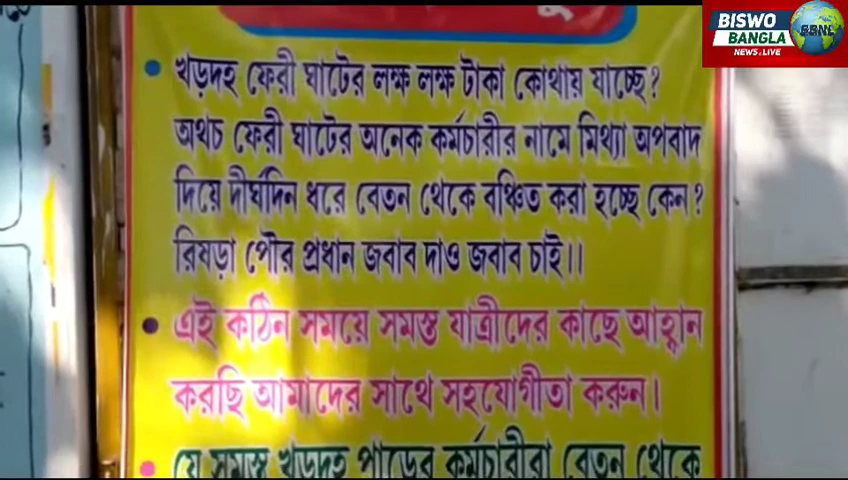 BISWO
BANGLA
BBNL
NEWS.LIVE
খড়দহ ফেরী ঘাটের লক্ষ লক্ষ টাকা কোথায় যাচ্ছে?
অথচ ফেরী ঘাটের অনেক কর্মচারীর নামে মিথ্যা অপবাদ
দিয়ে দীর্ঘদিন ধরে বেতন থেকে বঞ্চিত করা হচ্ছে কেন?
রিষড়া পৌর প্রধান জবাব দাও জবাব চাই।।
এই কঠিন সময়ে সমস্ত যাত্রীদের কাছে আহ্বান
করছি আমাদের সাথে সহযোগীতা করুন।
যে সমস্ত খড়দহ পাড়ের কর্মচারীরা বেতন থেকে